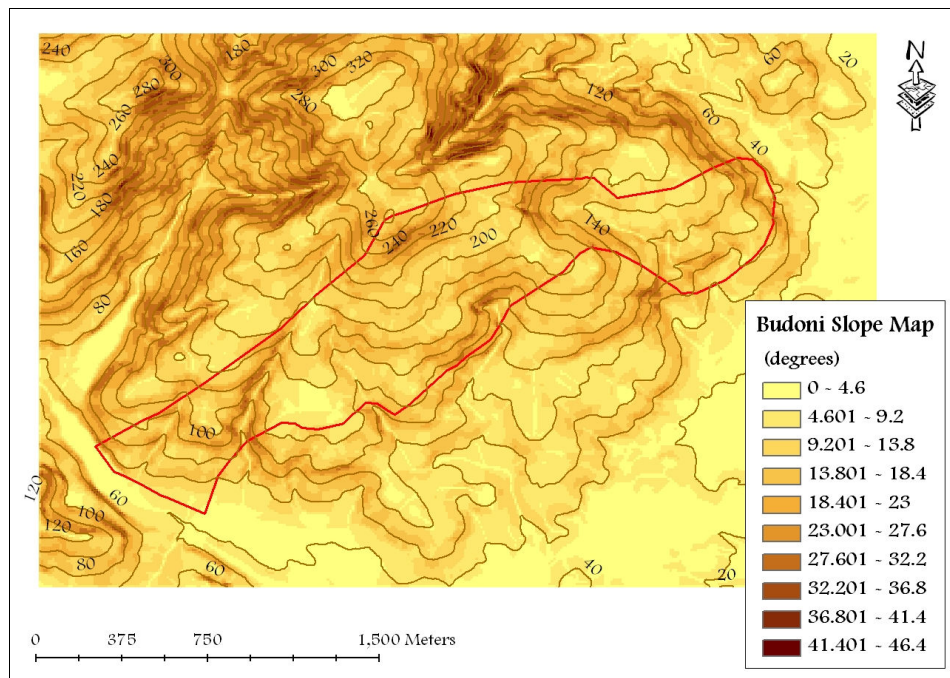 240
300
180
300
320
280
280
260
240
220
180
160
80
260
240
220
200
140
120
60
40
60
20
N
100
120
60
100
120
80
60
40
20
Budoni Slope Map
(degrees)
0 - 4.6
4.601 - 9.2
9.201 - 13.8
13.801 - 18.4
18.401 - 23
23.001 - 27.6
27.601 - 32.2
32.201 - 36.8
36.801 - 41.4
41.401 - 46.4
0 375 750 1,500 Meters